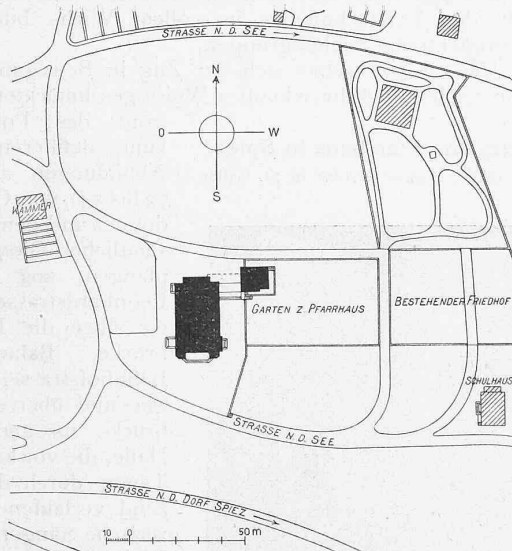 STRASSE N. D. SEE
N
O W
S
KAMMER
GARTEN Z. PFARRHAUS
BESTEHENDER FRIEDHOF
SCHULHAUS
STRASSE N. D. SEE
STRASSE N. D. DORF SPIEZ
10 0 50 m